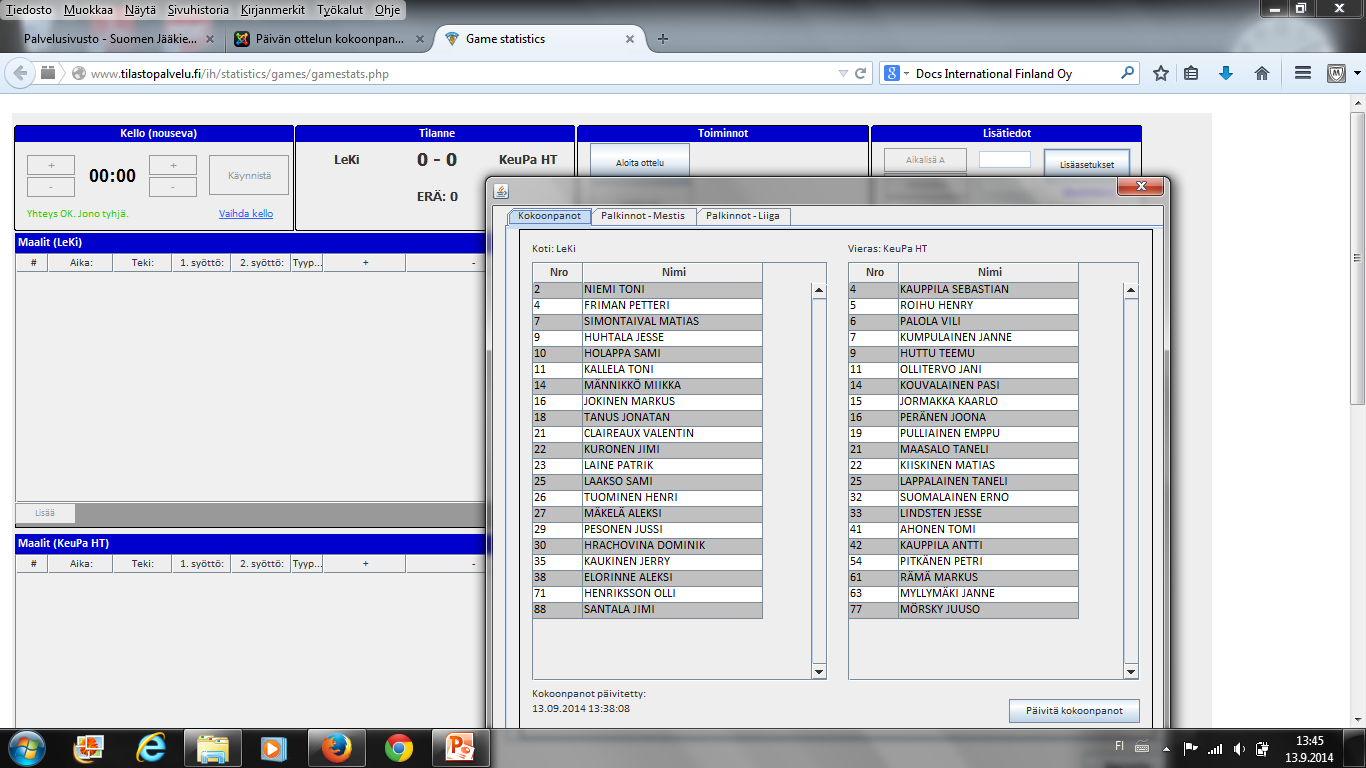 Tiedosto Muokkaa Näytä Sivuhistoria Kirjanmerkit Työkalut Ohje
Palvelusivusto - Suomen Jääkie... Päivän ottelun kokoonpan... Game statistics
www.tilastopalvelu.fi/ih/statistics/games/gamestats.php Docs International Finland Oy
Kello (nouseva) Tilanne Toiminnot Lisätiedot
+ 00:00 + Käynnistä LeKi 0 - 0 KeuPa HT Aloita ottelu Aikalisä A Lisäasetukset
- -
ERÄ: 0
Yhteys OK. Jono tyhjä. Vaihda kello
Maalit (LeKi)
# Aika: Teki: 1. syöttö: 2. syöttö: Tyyp... + -
Lisää
Maalit (KeuPa HT)
# Aika: Teki: 1. syöttö: 2. syöttö: Tyyp... + -
Kokoonpanot Palkinnot - Mestis Palkinnot - Liiga
Koti: LeKi
Nro Nimi
2 NIEMI TONI
4 FRIMAN PETTERI
7 SIMONTAIVAL MATIAS
9 HUHTALA JESSE
10 HOLAPPA SAMI
11 KALLELA TONI
14 MÄNNIKKÖ MIIKKA
16 JOKINEN MARKUS
18 TANUS JONATAN
21 CLAIREAUX VALENTIN
22 KURONEN JIMI
23 LAINE PATRIK
25 LAAKSO SAMI
26 TUOMINEN HENRI
27 MÄKELÄ ALEKSI
29 PESONEN JUSSI
30 HRACHOVINA DOMINIK
35 KAUKINEN JERRY
38 ELORINNE ALEKSI
71 HENRIKSSON OLLI
88 SANTALA JIMI
Vieras: KeuPa HT
Nro Nimi
4 KAUPPILA SEBASTIAN
5 ROIHU HENRY
6 PALOLA VILI
7 KUMPULAINEN JANNE
9 HUTTU TEEMU
11 OLLITERVO JANI
14 KOUVALAINEN PASI
15 JORMAKKA KAARLO
16 PERÄNEN JOONA
19 PULLIAINEN EMPPU
21 MAASALO TANELI
22 KIISKINEN MATIAS
25 LAPPALAINEN TANELI
32 SUOMALAINEN ERNO
33 LINDSTEN JESSE
41 AHONEN TOMI
42 KAUPPILA ANTTI
54 PITKÄNEN PETRI
61 RÄMÄ MARKUS
63 MYLLYMÄKI JANNE
77 MÖRSKY JUUSO
Kokoonpanot päivitetty:
13.09.2014 13:38:08
Päivitä kokoonpanot
FI 13:45
13.9.2014